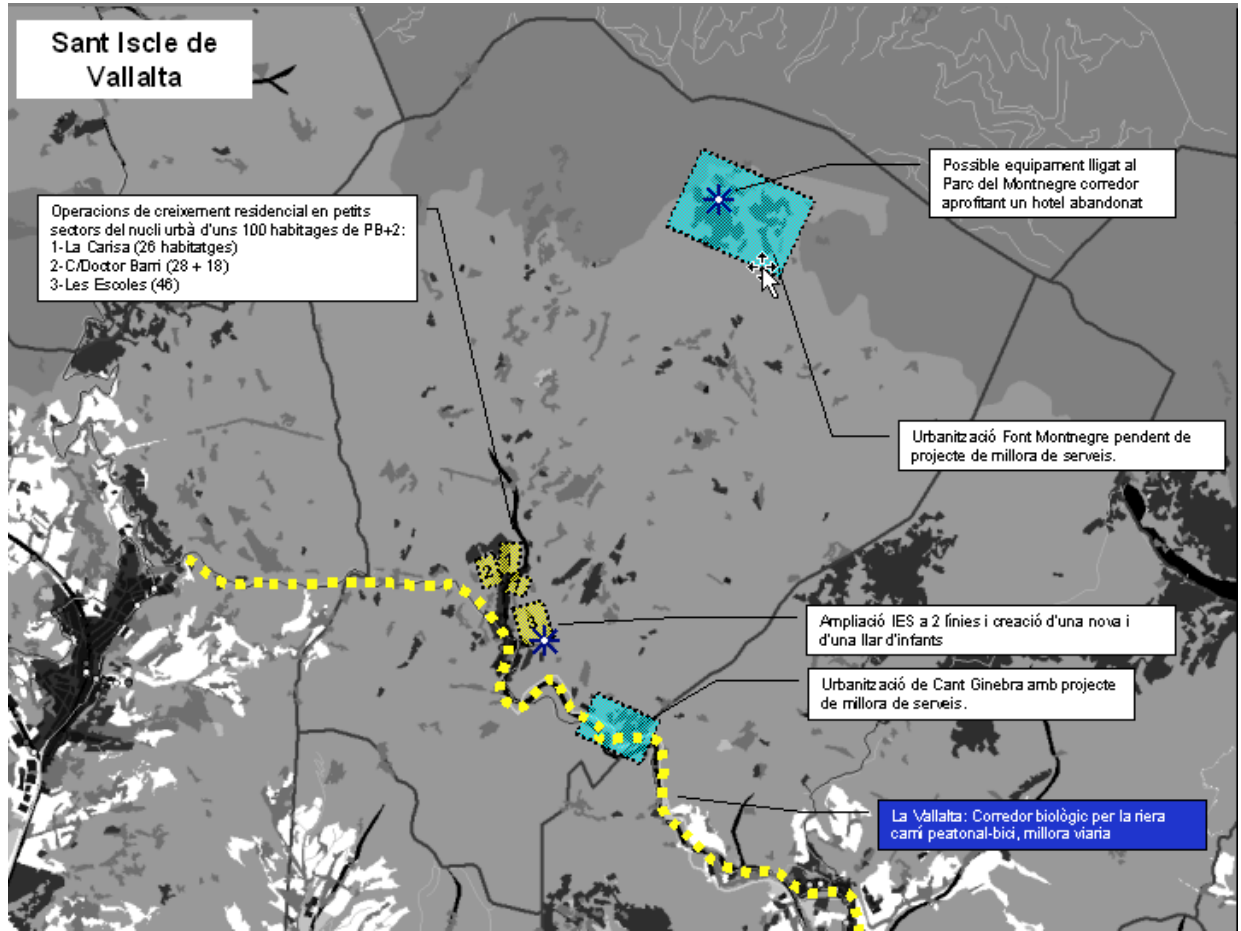 Sant Iscle de
Vallalta
Possible equipament lligat al
Parc del Montnegre corredor
aprofitant un hotel abandonat
Operacions de creixement residencial en petits
sectors del nucli urbà d'uns 100 habitages de PB+2:
1-La Carisa (26 habitatges)
2-C/Doctor Barri (28 + 18)
3-Les Escoles (46)
Urbanització Font Montnegre pendent de
projecte de millora de serveis.
1
2
2
3
Ampliació IES a 2 línies i creació d'una nova i
d'una llar d'infants
Urbanització de Cant Ginebra amb projecte
de millora de serveis.
La Vallalta: Corredor biològic per la riera
camí peatonal-bici, millora viaria